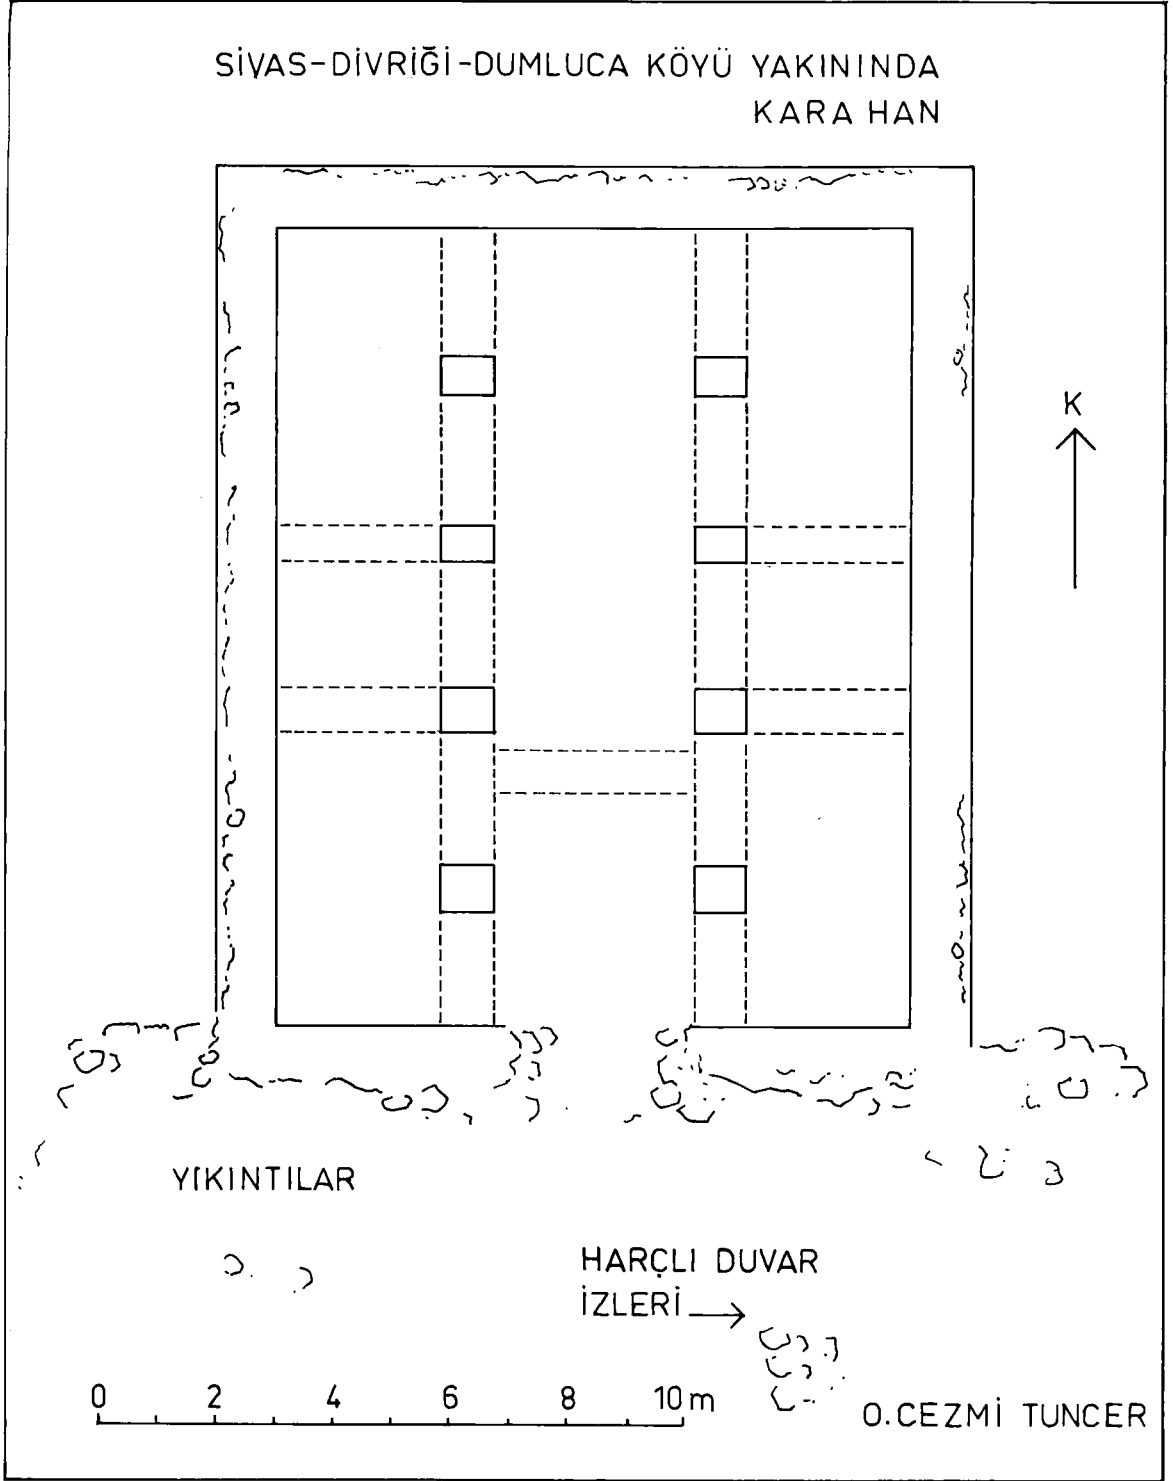 SİVAS-DİVRİĞİ-DUMLUCA KÖYÜ YAKININDA
KARA HAN
K
YIKINTILAR
HARÇLI DUVAR
İZLERİ
0 2 4 6 8 10 m
O.CEZMİ TUNCER